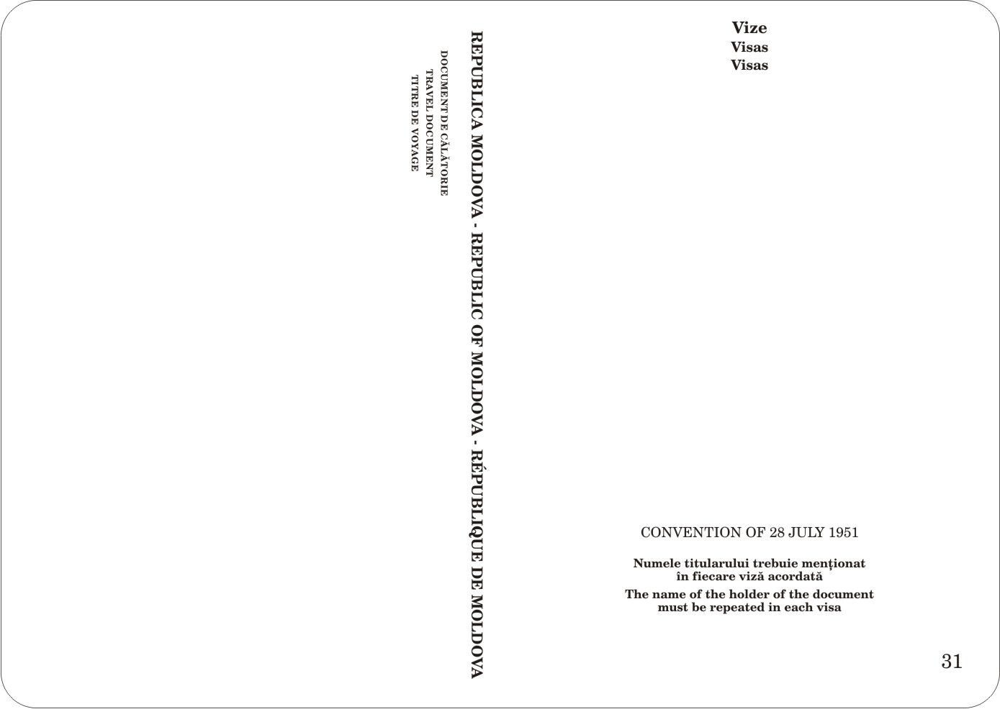 REPUBLICA MOLDOVA - REPUBLIC OF MOLDOVA - RÉPUBLIQUE DE MOLDOVA
DOCUMENT DE CĂLĂTORIE
TRAVEL DOCUMENT
TITRE DE VOYAGE
Vize
Visas
Visas
CONVENTION OF 28 JULY 1951
Numele titularului trebuie menționat
în fiecare viză acordată
The name of the holder of the document
must be repeated in each visa
31